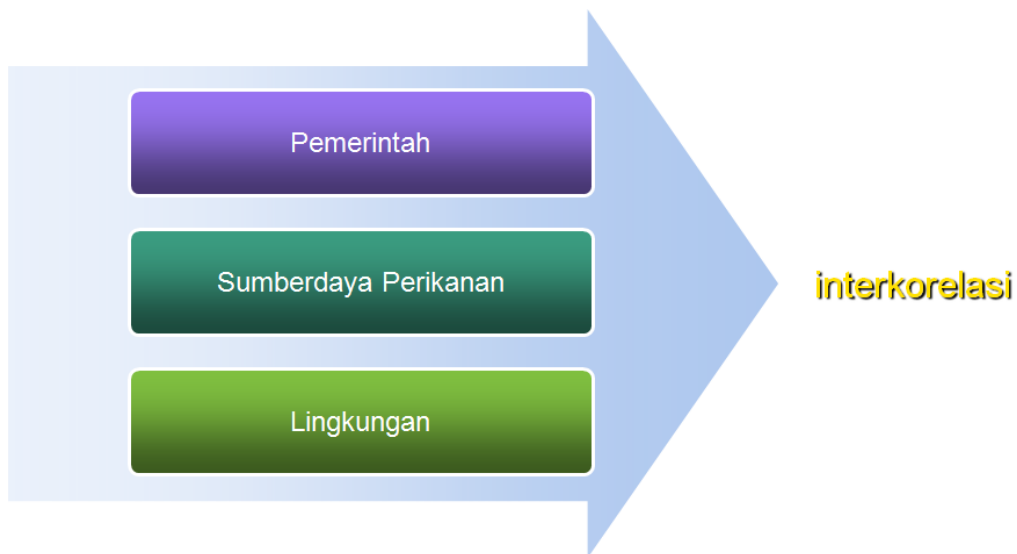 Pemerintah
Sumberdaya Perikanan
Lingkungan
interkorelasi